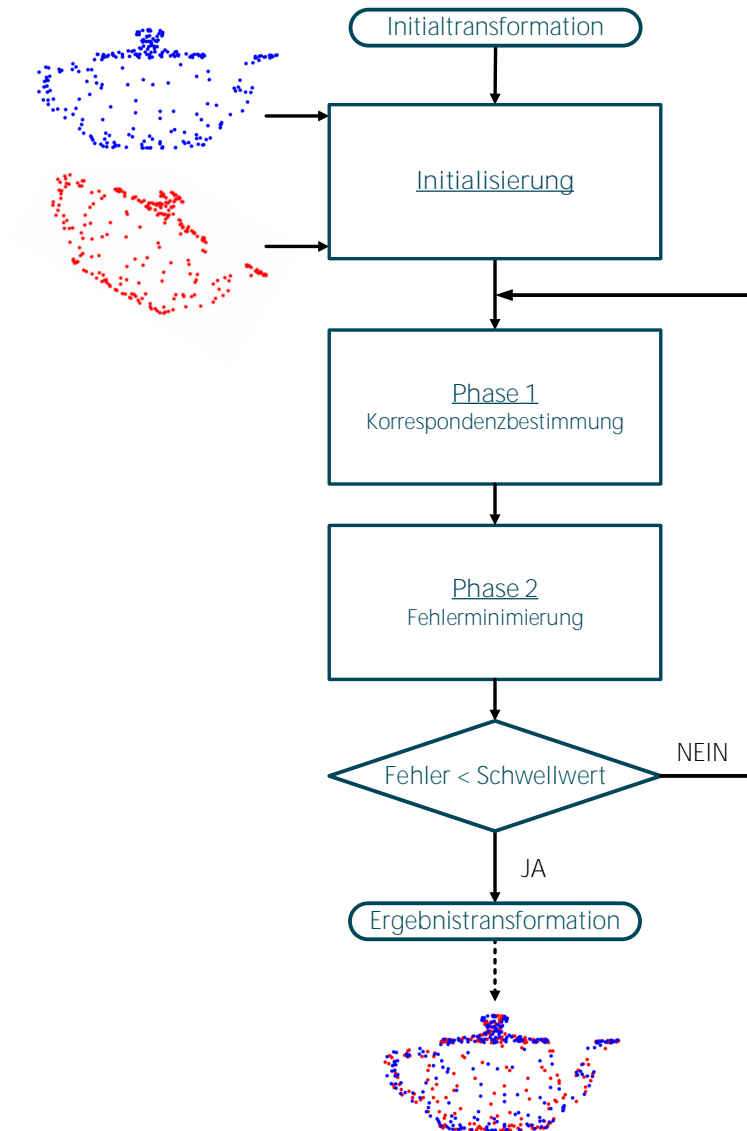 Initialtransformation
Initialisierung
Phase 1
Korrespondenzbestimmung
Phase 2
Fehlerminimierung
Fehler < Schwellwert
NEIN
JA
Ergebnistransformation